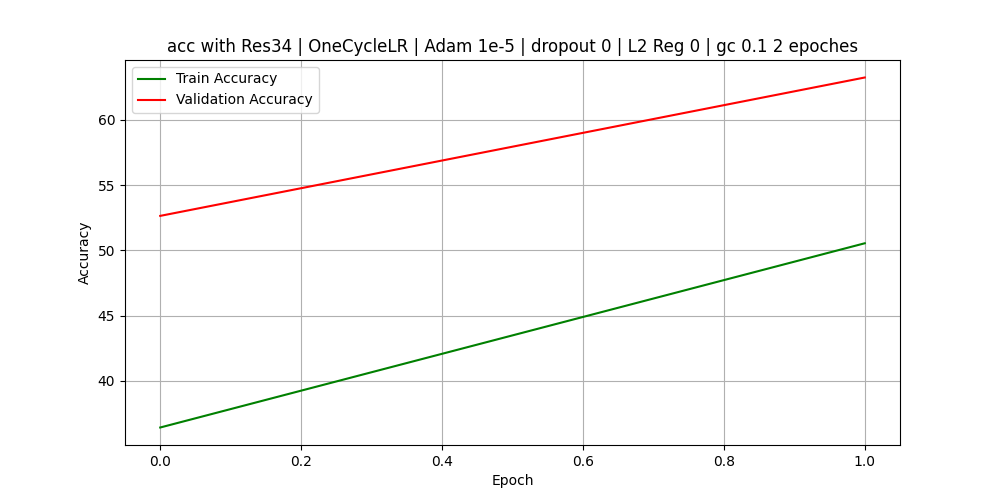 acc with Res34 | OneCycleLR | Adam 1e-5 | dropout 0 | L2 Reg 0 | gc 0.1 2 epoches
Train Accuracy
Validation Accuracy
60
55
50
45
40
Accuracy
0.0 0.2 0.4 0.6 0.8 1.0
Epoch